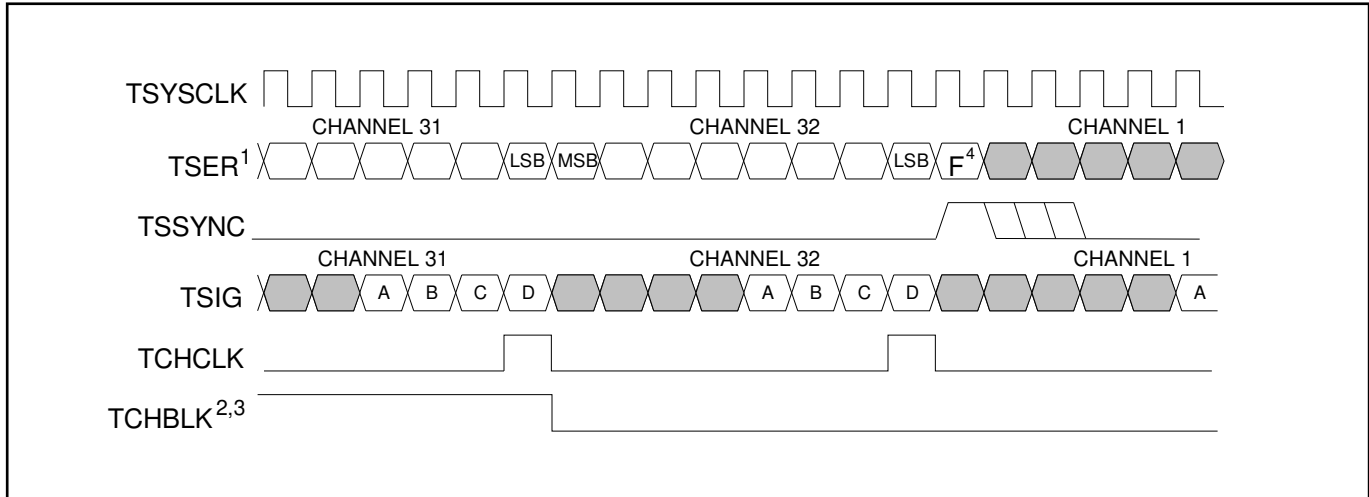 TSYSCLK
CHANNEL 31 CHANNEL 32 CHANNEL 1
TSER1 LSB MSB LSB F4
TSSYNC
CHANNEL 31 CHANNEL 32 CHANNEL 1
TSIG A B C D A B C D A
TCHCLK
TCHBLK2,3